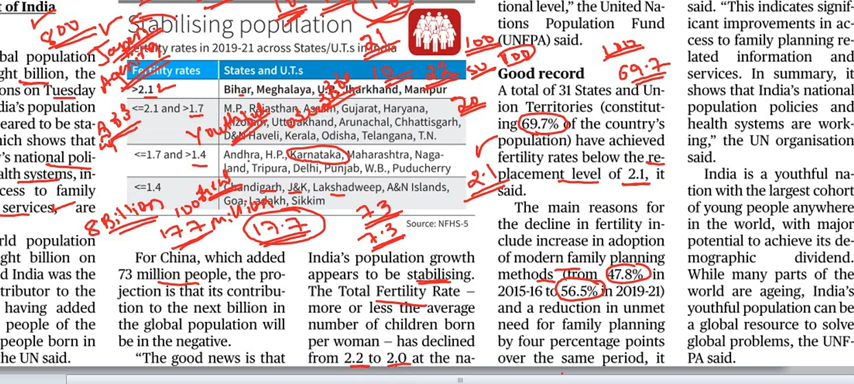 t of India
800
bal population
ght billion, the
ons on Tuesday
dia's population
eared to be sta-
hich shows that
s national poli-
alth systems, in-
cess to family
services, are
8 Billion
rld population
ght billion on
d India was the
tributor to the
having added
people of the
people born in
he UN said.
Stabilising population
Fertility rates in 2019-21 across States/U.T.s in India
21
Fertility rates
States and U.T.s
>2.1
Bihar, Meghalaya, U.P., Jharkhand, Manipur
<=2.1 and >1.7
M.P., Rajasthan, Assam, Gujarat, Haryana,
Mizoram, Uttarakhand, Arunachal, Chhattisgarh,
D&N Haveli, Kerala, Odisha, Telangana, T.N.
<=1.7 and >1.4
Andhra, H.P., Karnataka, Maharashtra, Naga-
land, Tripura, Delhi, Punjab, W.B., Puducherry
<=1.4
Chandigarh, J&K, Lakshadweep, A&N Islands,
Goa, Ladakh, Sikkim
Source: NFHS-5
177 million
17.7
73
7.3
For China, which added
73 million people, the pro-
jection is that its contribu-
tion to the next billion in
the global population will
be in the negative.
"The good news is that
India's population growth
appears to be stabilising.
The Total Fertility Rate –
more or less the average
number of children born
per woman – has declined
from 2.2 to 2.0 at the na-
tional level," the United Na-
tions Population Fund
(UNFPA) said.
100
50
100
69.7
20
2.1
Good record
A total of 31 States and Un-
ion Territories (constitut-
ing 69.7% of the country's
population) have achieved
fertility rates below the re-
placement level of 2.1, it
said.
The main reasons for
the decline in fertility in-
clude increase in adoption
of modern family planning
methods (from 47.8% in
2015-16 to 56.5% in 2019-21)
and a reduction in unmet
need for family planning
by four percentage points
over the same period, it
said. "This indicates signif-
icant improvements in ac-
cess to family planning re-
lated information and
services. In summary, it
shows that India's national
population policies and
health systems are work-
ing," the UN organisation
said.
India is a youthful na-
tion with the largest cohort
of young people anywhere
in the world, with major
potential to achieve its de-
mographic dividend.
While many parts of the
world are ageing, India's
youthful population can be
a global resource to solve
global problems, the UNF-
PA said.